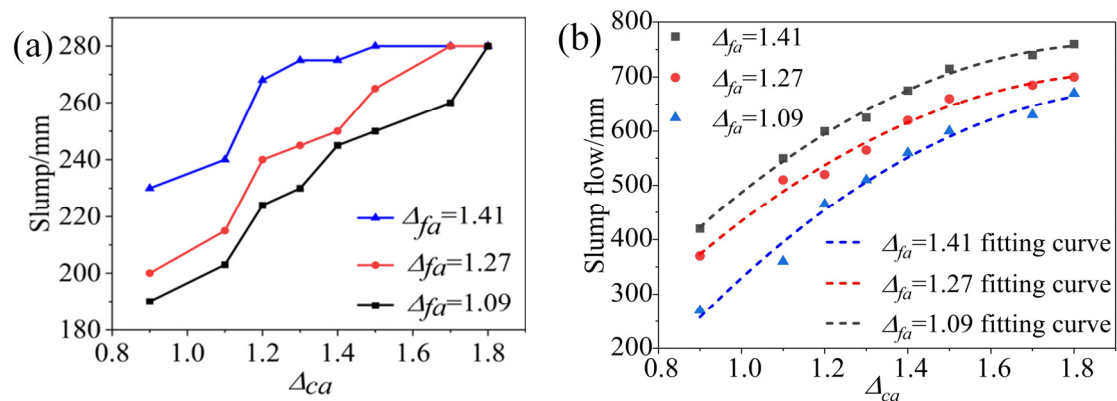 (a)
280
260
240
220
200
180
Slump/mm
Δfa=1.41
Δfa=1.27
Δfa=1.09
1.0 1.2 1.4 1.6 1.8
Δca
(b)
800
700
600
500
400
300
200
Slump flow/mm
Δfa=1.41
Δfa=1.27
Δfa=1.09
Δfa=1.41 fitting curve
Δfa=1.27 fitting curve
Δfa=1.09 fitting curve
0.8 1.0 1.2 1.4 1.6 1.8
Δca